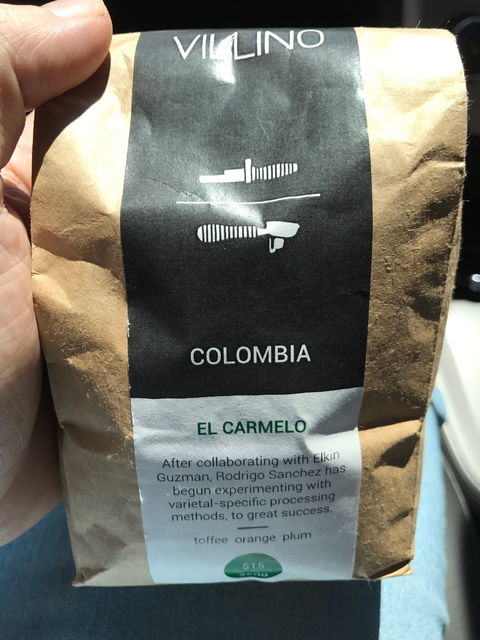 VILLINO
COLOMBIA
EL CARMELO
After collaborating with Elkin
Guzman, Rodrigo Sanchez has
begun experimenting with
varietal-specific processing
methods, to great success.
toffee orange plum
$15
250g